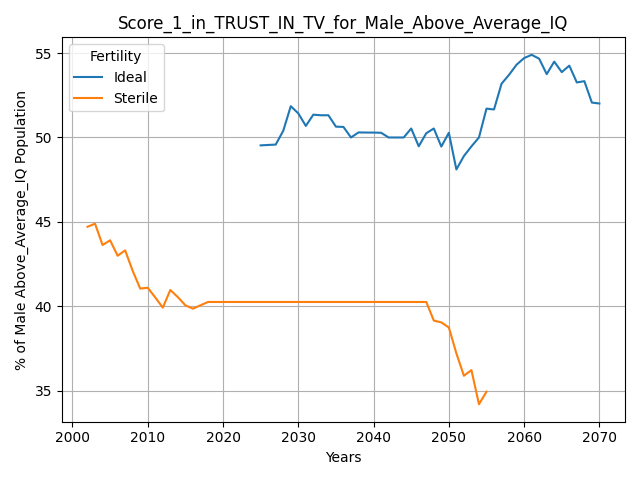 Score_1_in_TRUST_IN_TV_for_Male_Above_Average_IQ
% of Male Above_Average_IQ Population
55
50
45
40
35
Fertility
Ideal
Sterile
2000 2010 2020 2030 2040 2050 2060 2070
Years